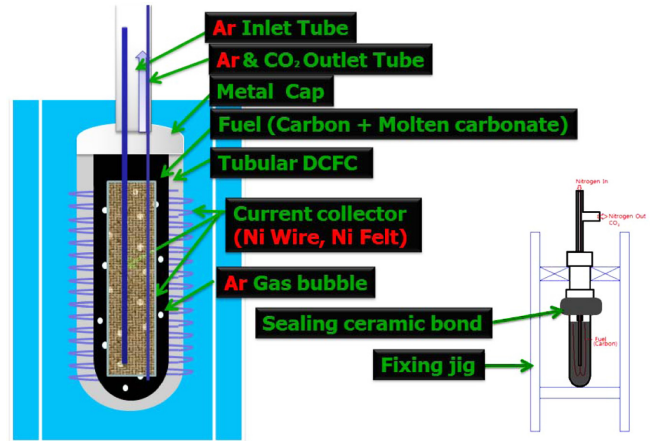 Ar Inlet Tube
Ar & CO₂ Outlet Tube
Metal Cap
Fuel (Carbon + Molten carbonate)
Tubular DCFC
Current collector
(Ni Wire, Ni Felt)
Ar Gas bubble
Sealing ceramic bond
Fixing jig
Nitrogen In
Nitrogen Out
CO₂
Fuel
(Carbon)